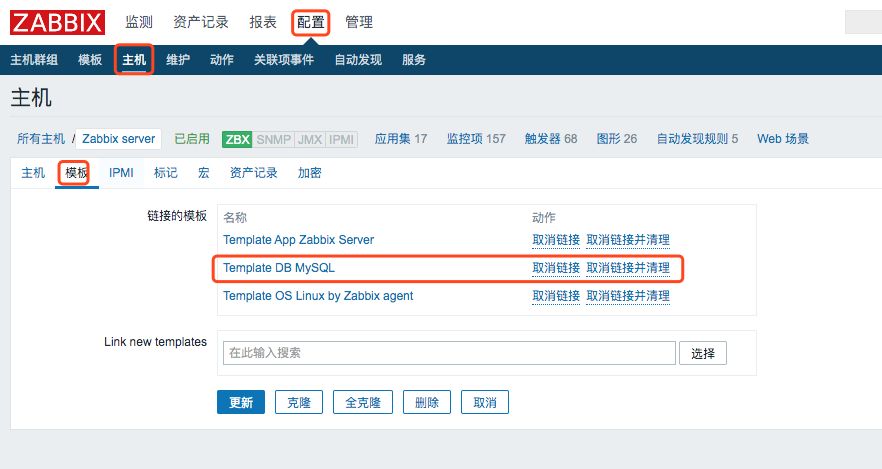 ZABBIX 监测 资产记录 报表 配置 管理
主机群组 模板 主机 维护 动作 关联项事件 自动发现 服务
主机
所有主机 / Zabbix server 已启用 ZBX SNMP JMX IPMI 应用集 17 监控项 157 触发器 68 图形 26 自动发现规则 5 Web 场景
主机 模板 IPMI 标记 宏 资产记录 加密
链接的模板 名称 动作
Template App Zabbix Server 取消链接 取消链接并清理
Template DB MySQL 取消链接 取消链接并清理
Template OS Linux by Zabbix agent 取消链接 取消链接并清理
Link new templates 在此输入搜索 选择
更新 克隆 全克隆 删除 取消